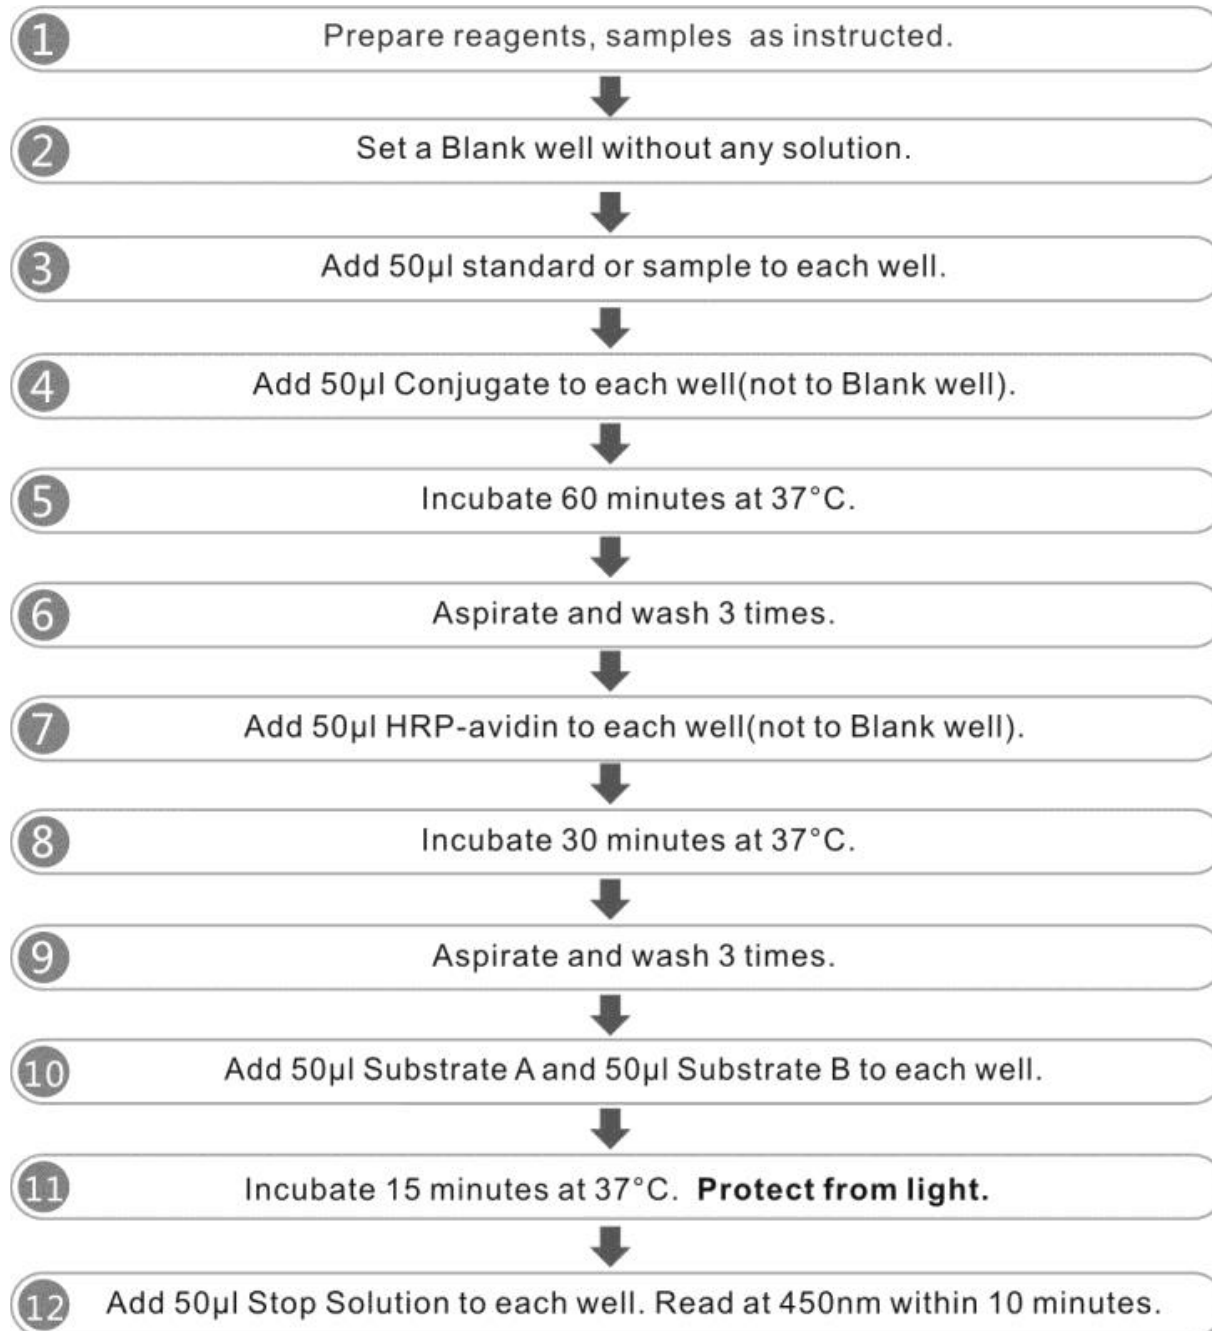 1 Prepare reagents, samples as instructed.
2 Set a Blank well without any solution.
3 Add 50µl standard or sample to each well.
4 Add 50µl Conjugate to each well(not to Blank well).
5 Incubate 60 minutes at 37°C.
6 Aspirate and wash 3 times.
7 Add 50µl HRP-avidin to each well(not to Blank well).
8 Incubate 30 minutes at 37°C.
9 Aspirate and wash 3 times.
10 Add 50µl Substrate A and 50µl Substrate B to each well.
11 Incubate 15 minutes at 37°C. Protect from light.
12 Add 50µl Stop Solution to each well. Read at 450nm within 10 minutes.